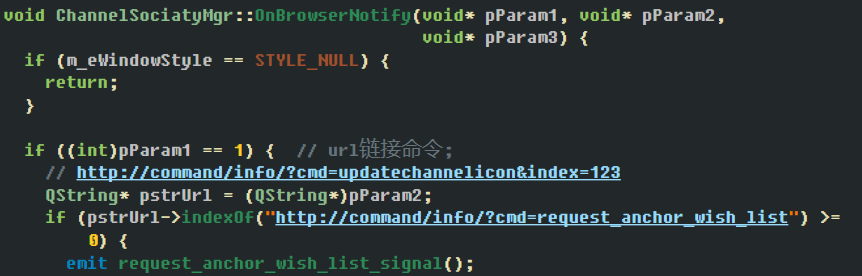 void ChannelSociatyMgr::OnBrowserNotify(void* pParam1, void* pParam2,
void* pParam3) {
if (m_eWindowStyle == STYLE_NULL) {
return;
}
if ((int)pParam1 == 1) {  // url链接命令;
// http://command/info/?cmd=updatechannelicon&index=123
QString* pstrUrl = (QString*)pParam2;
if (pstrUrl->indexOf("http://command/info/?cmd=request_anchor_wish_list") >=
0) {
emit request_anchor_wish_list_signal();